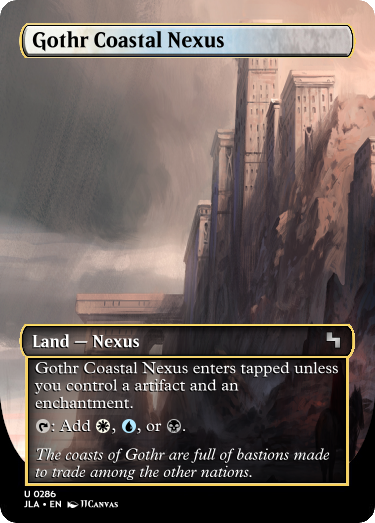 Gothr Coastal Nexus
Land — Nexus
Gothr Coastal Nexus enters tapped unless
you control a artifact and an
enchantment.
: Add , , or .
The coasts of Gothr are full of bastions made
to trade among the other nations.
U 0286
JLA • EN JJCanvas